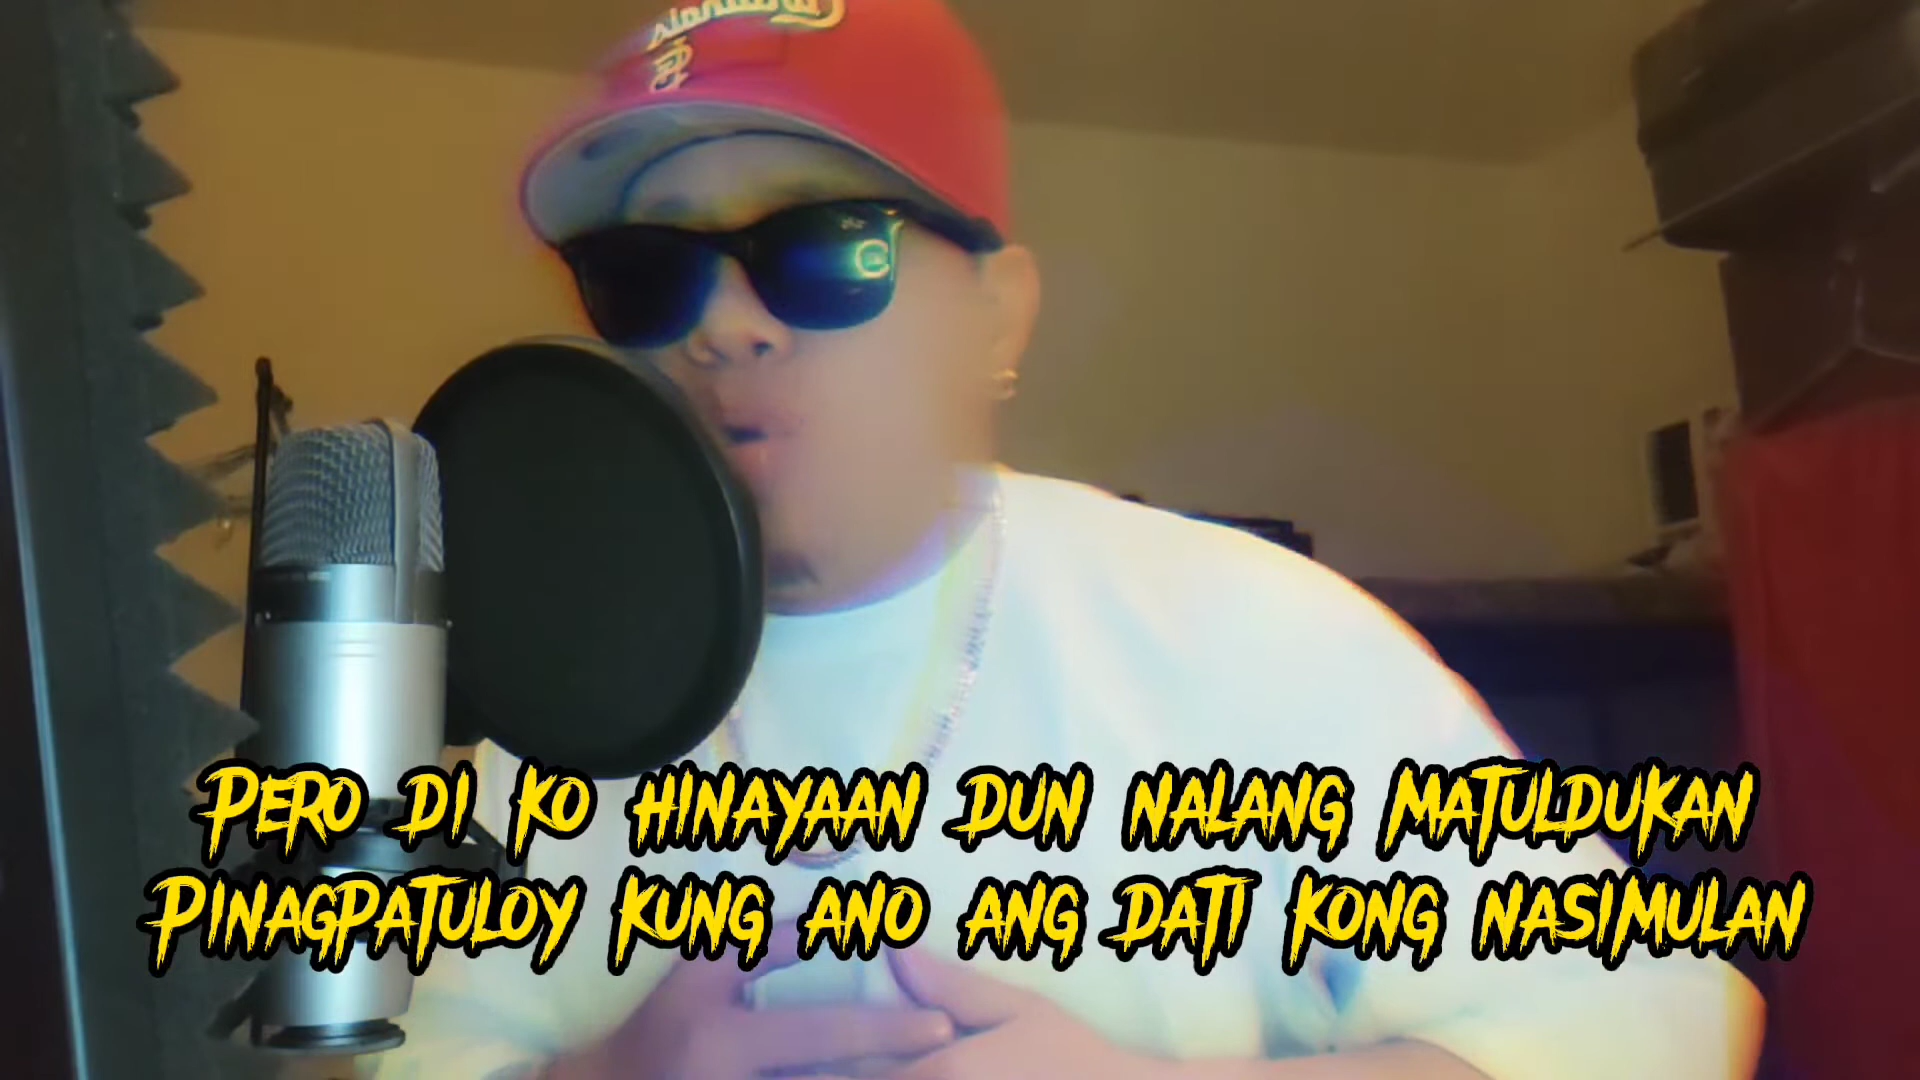 PERO DI KO HINAYAAN DUN NALANG MATULDUKAN
PINAGPATULOY KUNG ANO ANG DATI KONG NASIMULAN